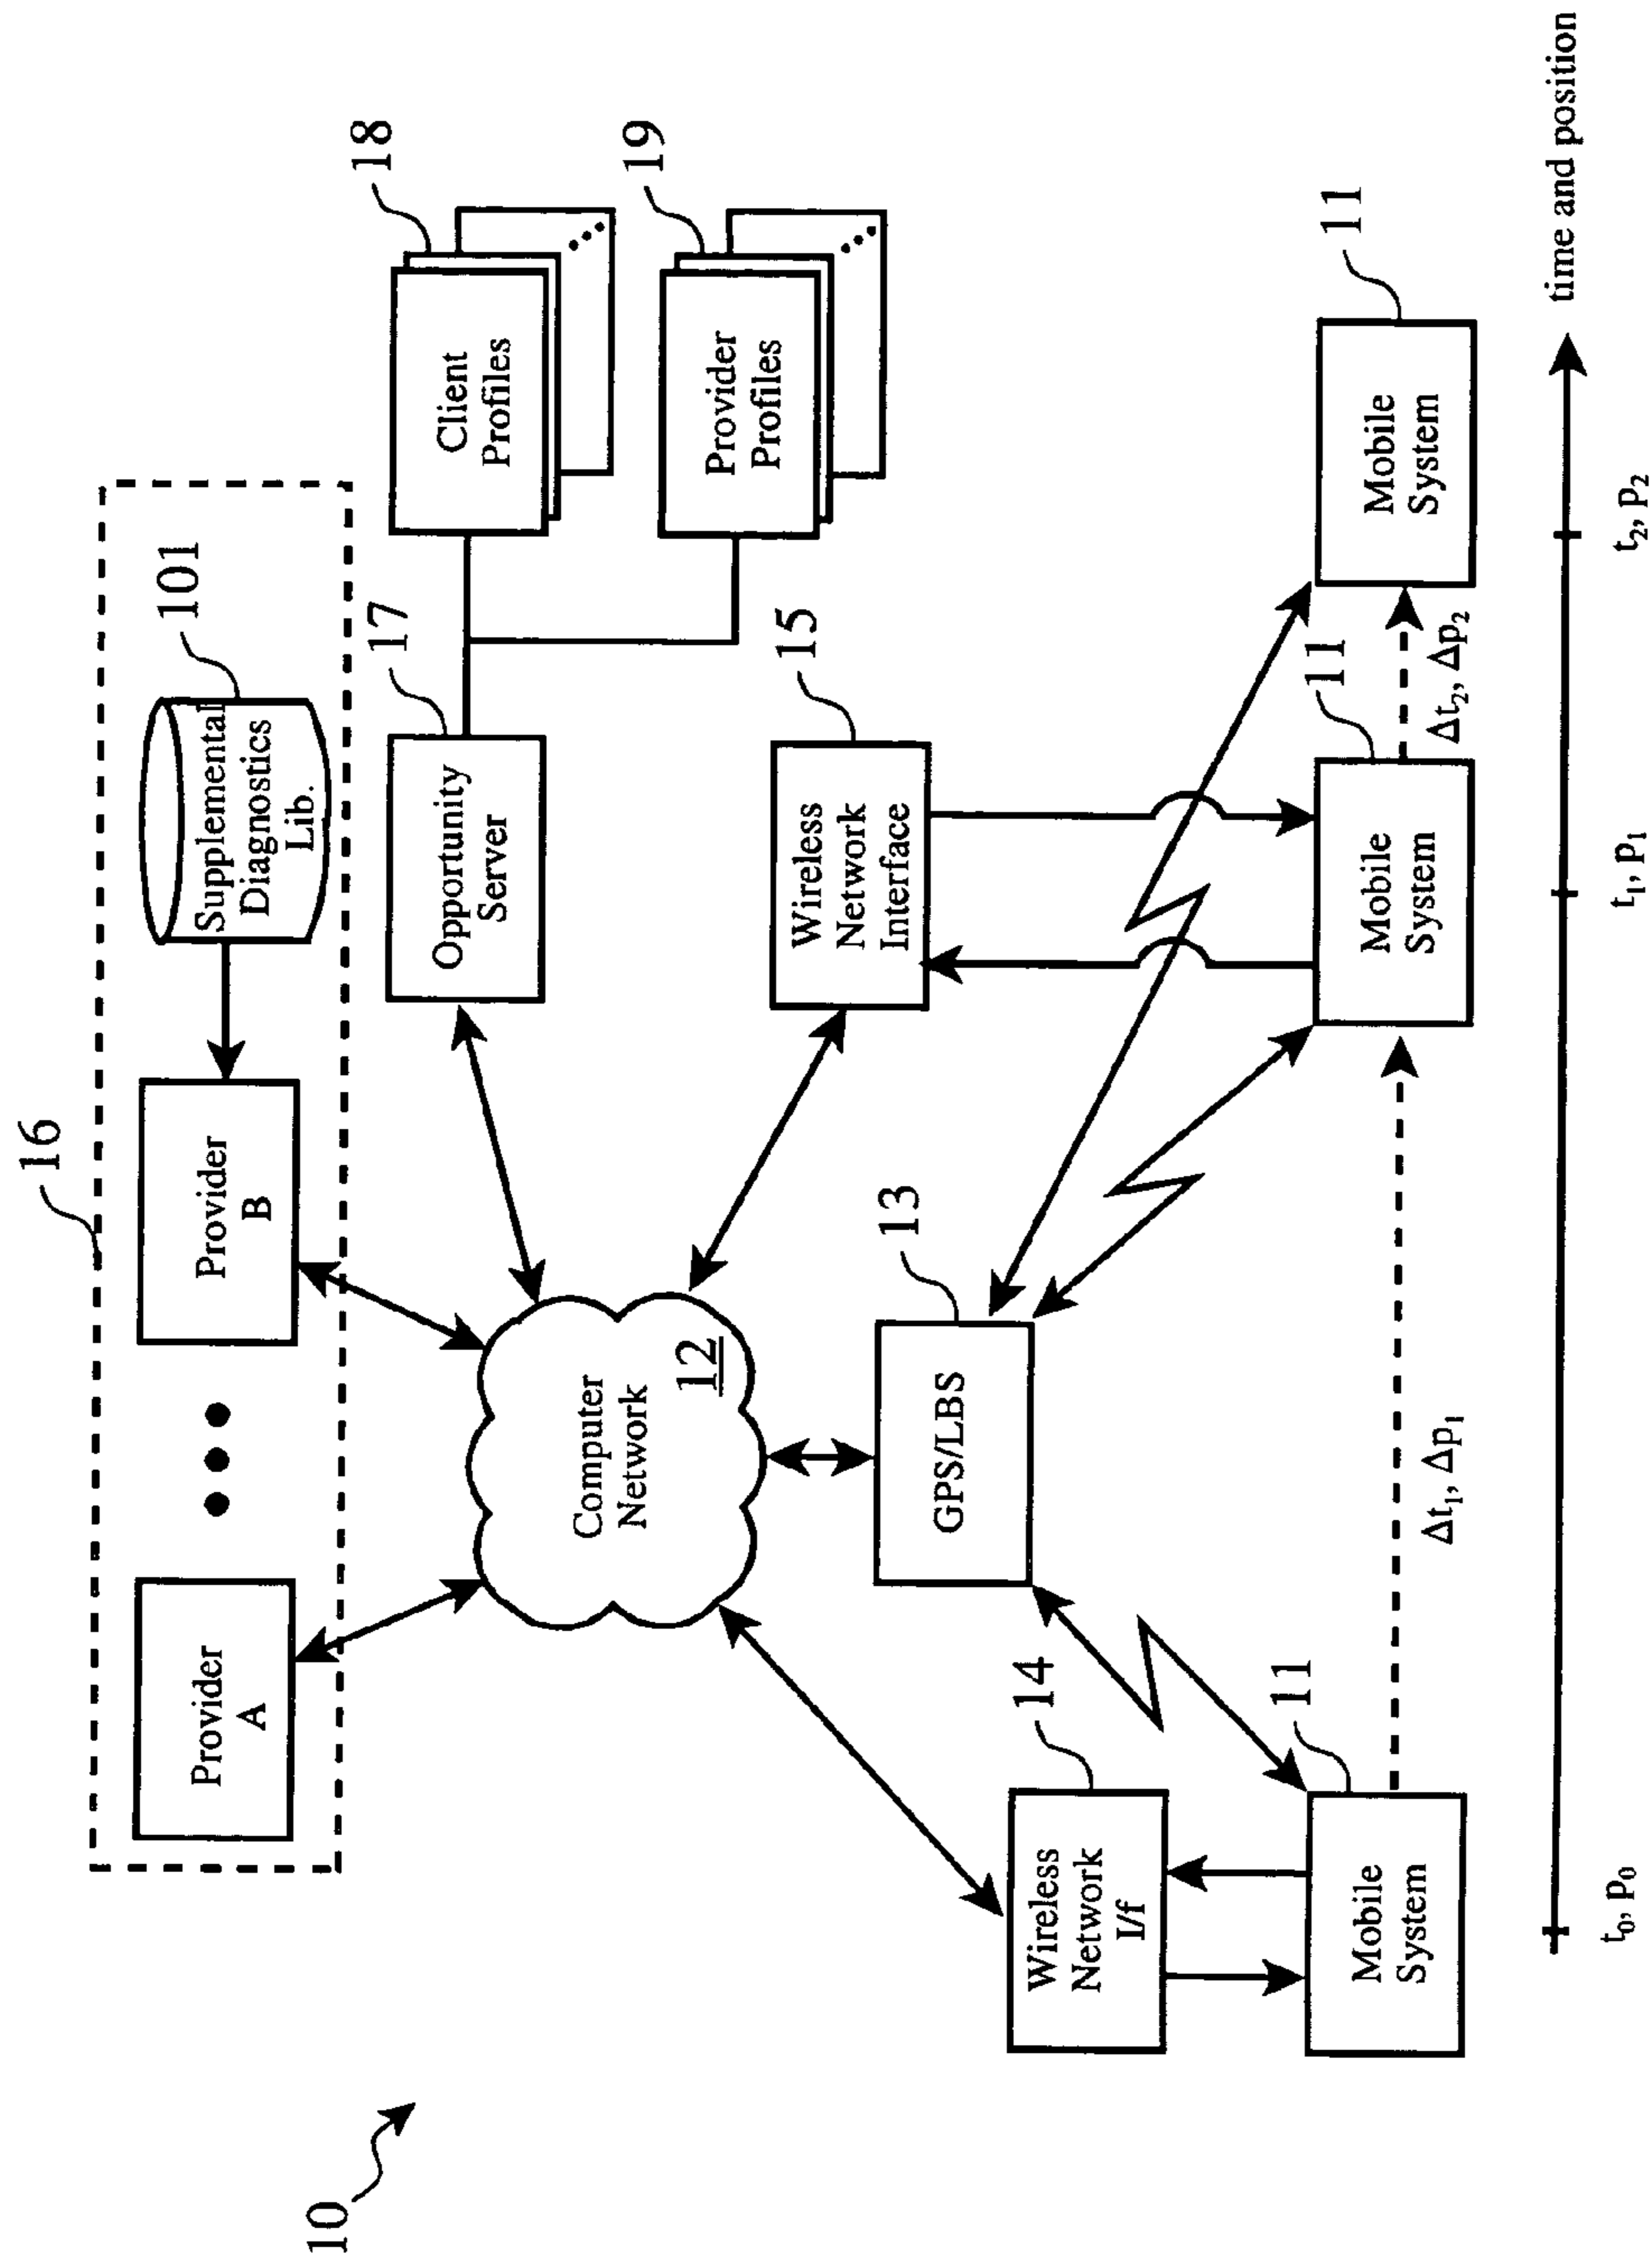 10
16
Provider
A
Provider
B
Supplemental
Diagnostics
Lib.
101
Opportunity
Server
17
Client
Profiles
18
Provider
Profiles
19
Computer
Network
12
Wireless
Network
Interface
15
GPS/LBS
13
Wireless
Network
I/f
14
Mobile
System
11
Δt₁, Δp₁
Mobile
System
11
Δt₂, Δp₂
Mobile
System
11
time and position
t₀, p₀
t₁, p₁
t₂, p₂